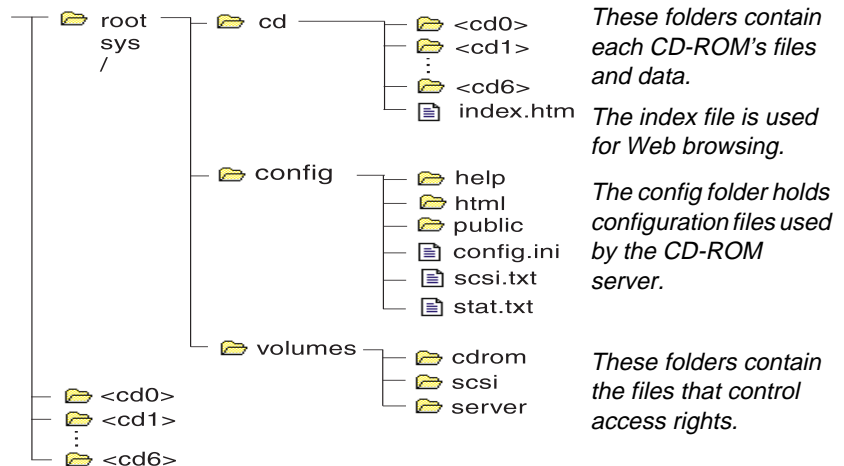 root
sys
/
cd
<cd0>
<cd1>
<cd6>
index.htm
These folders contain
each CD-ROM's files
and data.
The index file is used
for Web browsing.
config
help
html
public
config.ini
scsi.txt
stat.txt
The config folder holds
configuration files used
by the CD-ROM
server.
volumes
cdrom
scsi
server
These folders contain
the files that control
access rights.
<cd0>
<cd1>
<cd6>